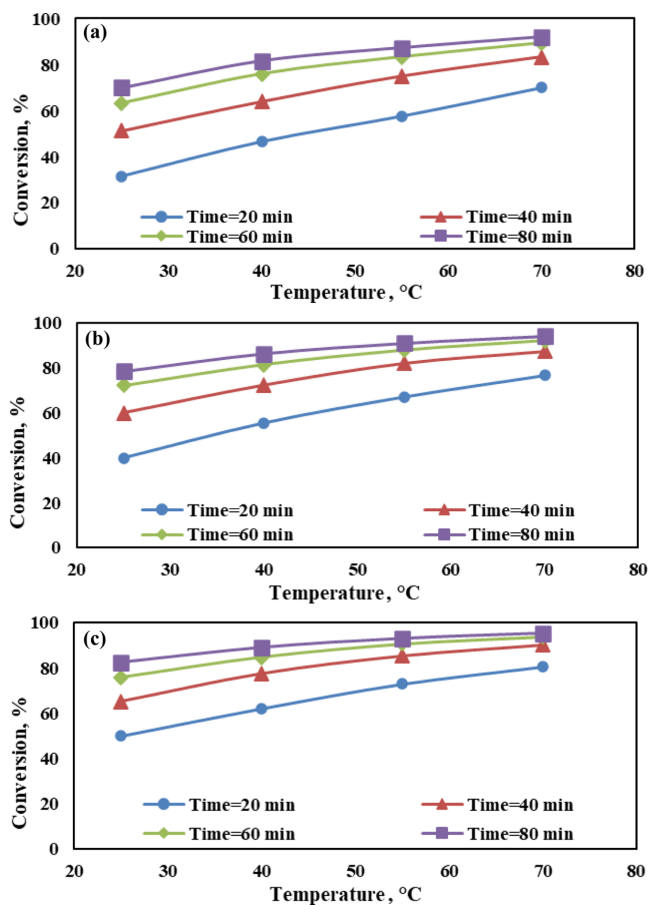 (a)
Conversion, %
100
80
60
40
20
0
Time=20 min
Time=40 min
Time=60 min
Time=80 min
20 30 40 50 60 70 80
Temperature, °C
(b)
Conversion, %
100
80
60
40
20
0
Time=20 min
Time=40 min
Time=60 min
Time=80 min
20 30 40 50 60 70 80
Temperature, °C
(c)
Conversion, %
100
80
60
40
20
0
Time=20 min
Time=40 min
Time=60 min
Time=80 min
20 30 40 50 60 70 80
Temperature, °C